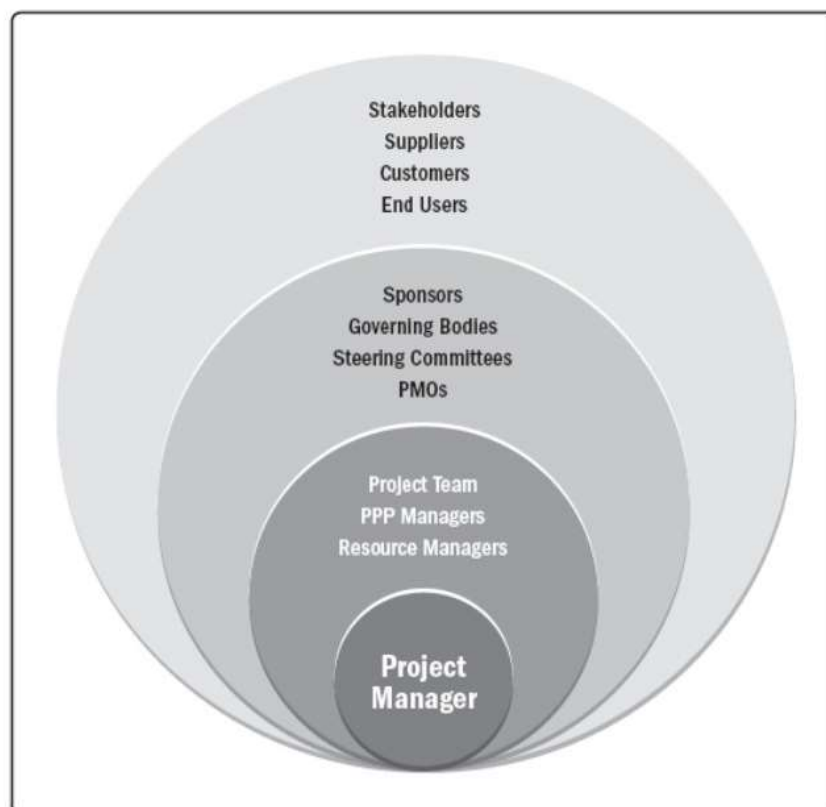 Stakeholders
Suppliers
Customers
End Users
Sponsors
Governing Bodies
Steering Committees
PMOs
Project Team
PPP Managers
Resource Managers
Project
Manager